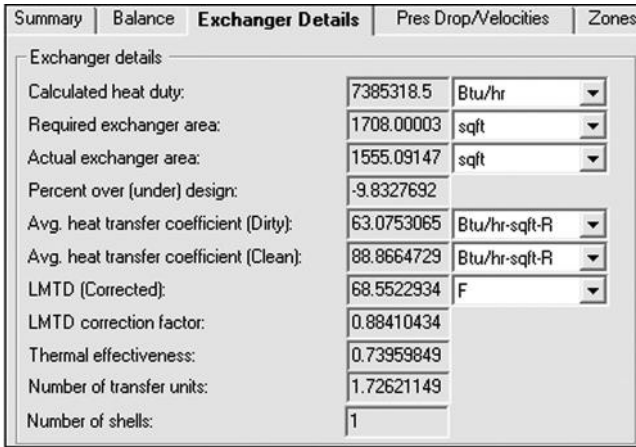 Summary Balance Exchanger Details Pres Drop/Velocities Zones
Exchanger details
Calculated heat duty: 7385318.5 Btu/hr
Required exchanger area: 1708.00003 sqft
Actual exchanger area: 1555.09147 sqft
Percent over (under) design: -9.8327692
Avg. heat transfer coefficient (Dirty): 63.0753065 Btu/hr-sqft-R
Avg. heat transfer coefficient (Clean): 88.8664729 Btu/hr-sqft-R
LMTD (Corrected): 68.5522934 F
LMTD correction factor: 0.88410434
Thermal effectiveness: 0.73959849
Number of transfer units: 1.72621149
Number of shells: 1